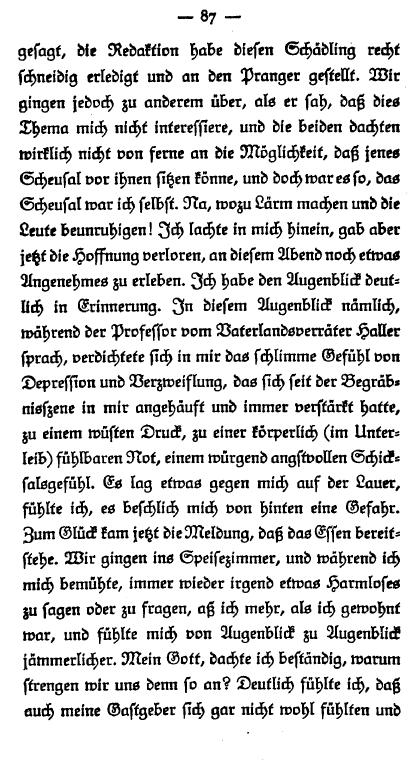 — 87 —
gesagt, die Redaktion habe diesen Schädling recht
schneidig erledigt und an den Pranger gestellt. Wir
gingen jedoch zu anderem über, als er sah, daß dies
Thema mich nicht interessiere, und die beiden dachten
wirklich nicht von ferne an die Möglichkeit, daß jenes
Scheusal vor ihnen sitzen könne, und doch war es so, das
Scheusal war ich selbst. Na, wozu Lärm machen und die
Leute beunruhigen! Ich lachte in mich hinein, gab aber
jetzt die Hoffnung verloren, an diesem Abend noch etwas
Angenehmes zu erleben. Ich habe den Augenblick deut-
lich in Erinnerung. In diesem Augenblick nämlich,
während der Professor vom Vaterlandsverräter Haller
sprach, verdichtete sich in mir das schlimme Gefühl von
Depression und Verzweiflung, das sich seit der Begräb-
nisszene in mir angehäuft und immer verstärkt hatte,
zu einem wüsten Druck, zu einer körperlich (im Unter-
leib) fühlbaren Not, einem würgend angstvollen Schick-
salsgefühl. Es lag etwas gegen mich auf der Lauer,
fühlte ich, es beschlich mich von hinten eine Gefahr.
Zum Glück kam jetzt die Meldung, daß das Essen bereit-
stehe. Wir gingen ins Speisezimmer, und während ich
mich bemühte, immer wieder irgend etwas Harmloses
zu sagen oder zu fragen, aß ich mehr, als ich gewohnt
war, und fühlte mich von Augenblick zu Augenblick
jämmerlicher. Mein Gott, dachte ich beständig, warum
strengen wir uns denn so an? Deutlich fühlte ich, daß
auch meine Gastgeber sich gar nicht wohl fühlten und